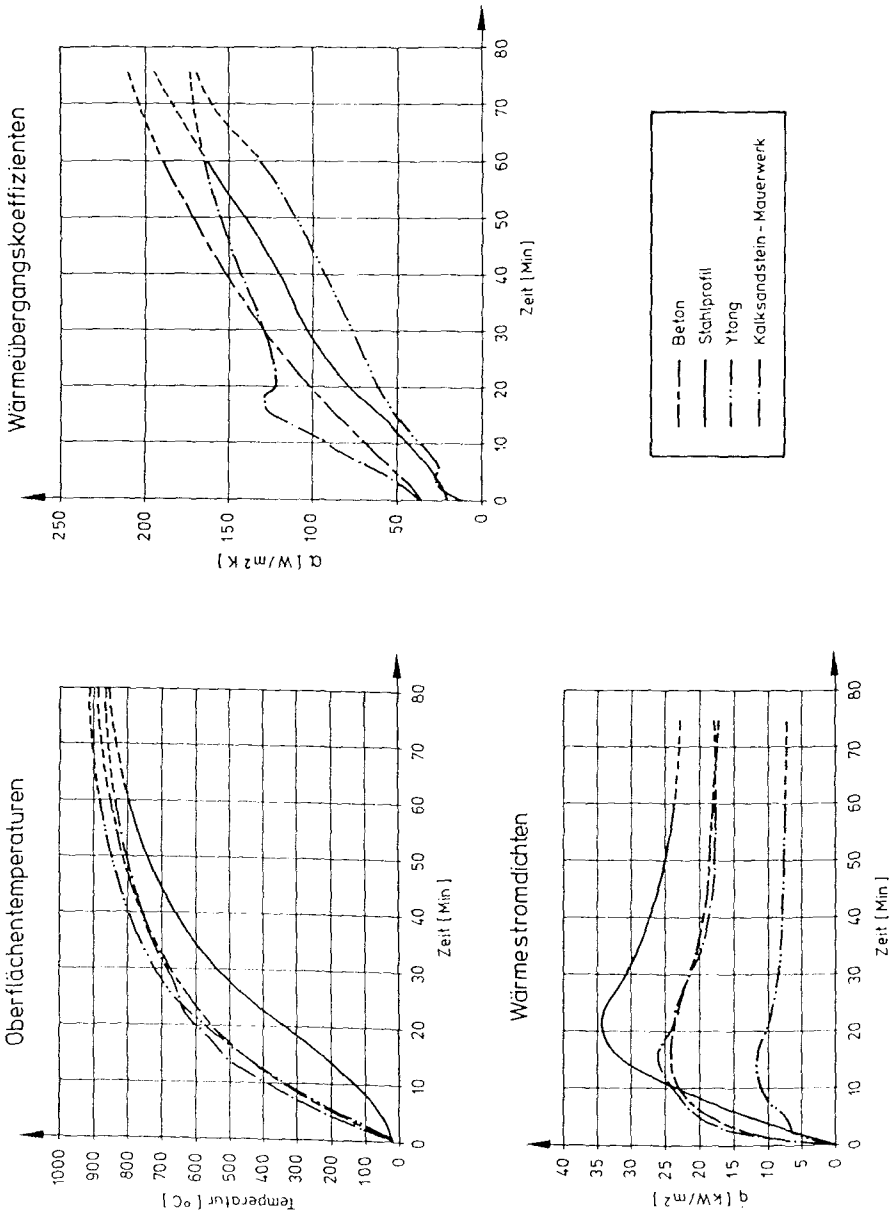 Oberflächentemperaturen
Temperatur [°C]
1000
900
800
700
600
500
400
300
200
100
0
0 10 20 30 40 50 60 70 80
Zeit [Min]
Wärmeübergangskoeffizienten
α [W/m²K]
250
200
150
100
50
0
0 10 20 30 40 50 60 70 80
Zeit [Min]
Wärmestromdichten
q̇ [kW/m²]
40
35
30
25
20
15
10
5
0
0 10 20 30 40 50 60 70 80
Zeit [Min]
Beton
Stahlprofil
Ytong
Kalksandstein-Mauerwerk